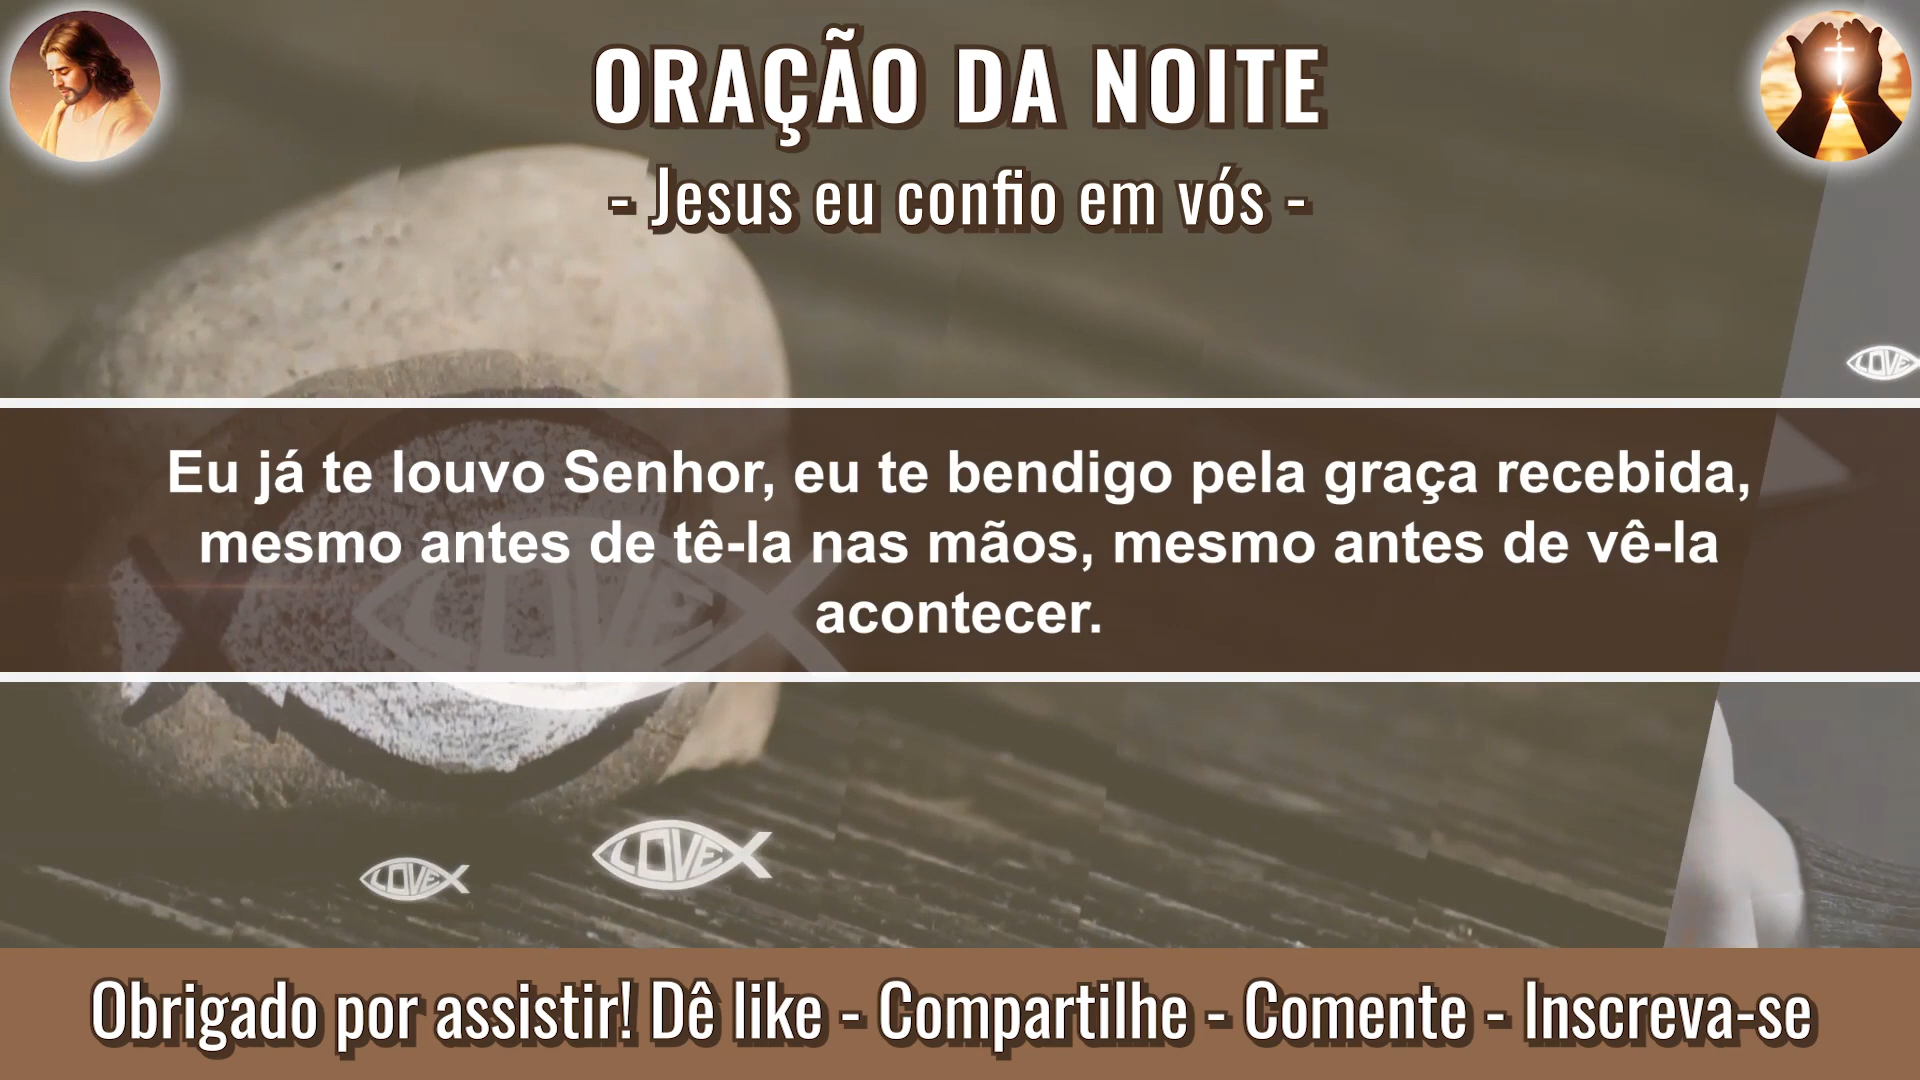 ORAÇÃO DA NOITE
- Jesus eu confio em vós -
LOVE
Eu já te louvo Senhor, eu te bendigo pela graça recebida,
mesmo antes de tê-la nas mãos, mesmo antes de vê-la
acontecer.
LOVE
LOVE
LOVE
Obrigado por assistir! Dê like - Compartilhe - Comente - Inscreva-se